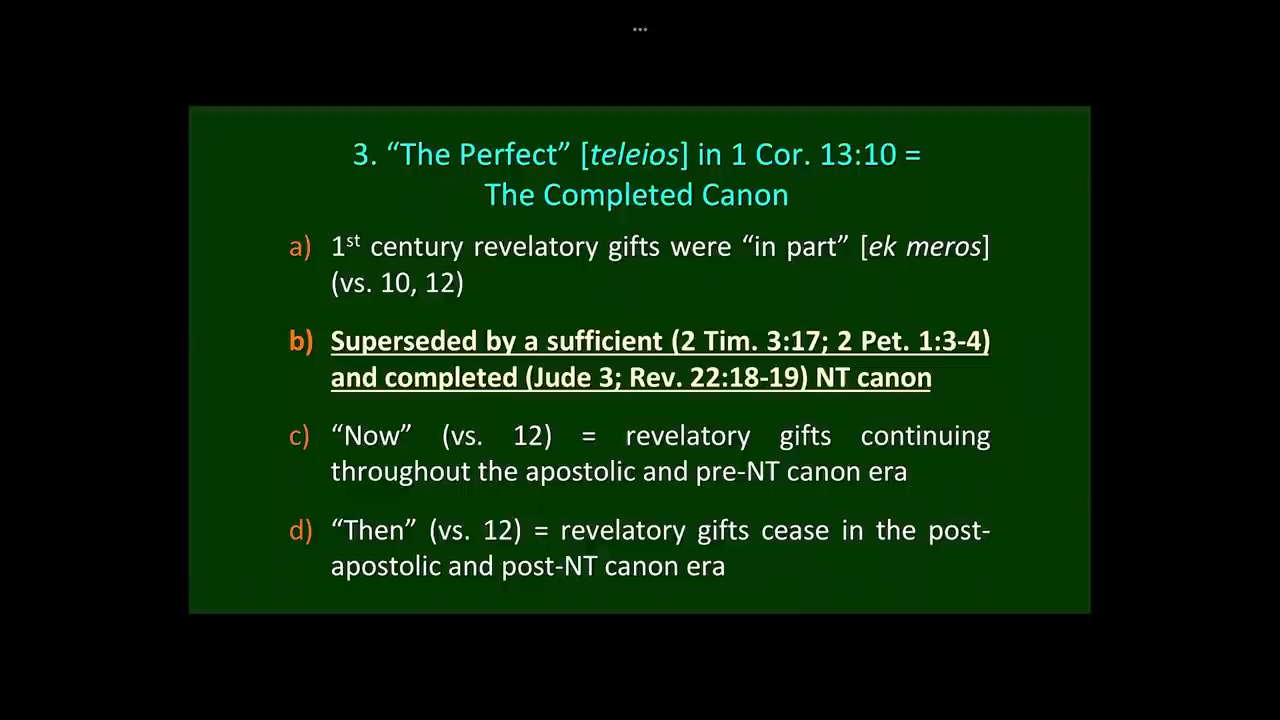 3. “The Perfect” [teleios] in 1 Cor. 13:10 =
The Completed Canon
a) 1st century revelatory gifts were “in part” [ek meros]
(vs. 10, 12)
b) Superseded by a sufficient (2 Tim. 3:17; 2 Pet. 1:3-4)
and completed (Jude 3; Rev. 22:18-19) NT canon
c) “Now” (vs. 12) = revelatory gifts continuing
throughout the apostolic and pre-NT canon era
d) “Then” (vs. 12) = revelatory gifts cease in the post-
apostolic and post-NT canon era